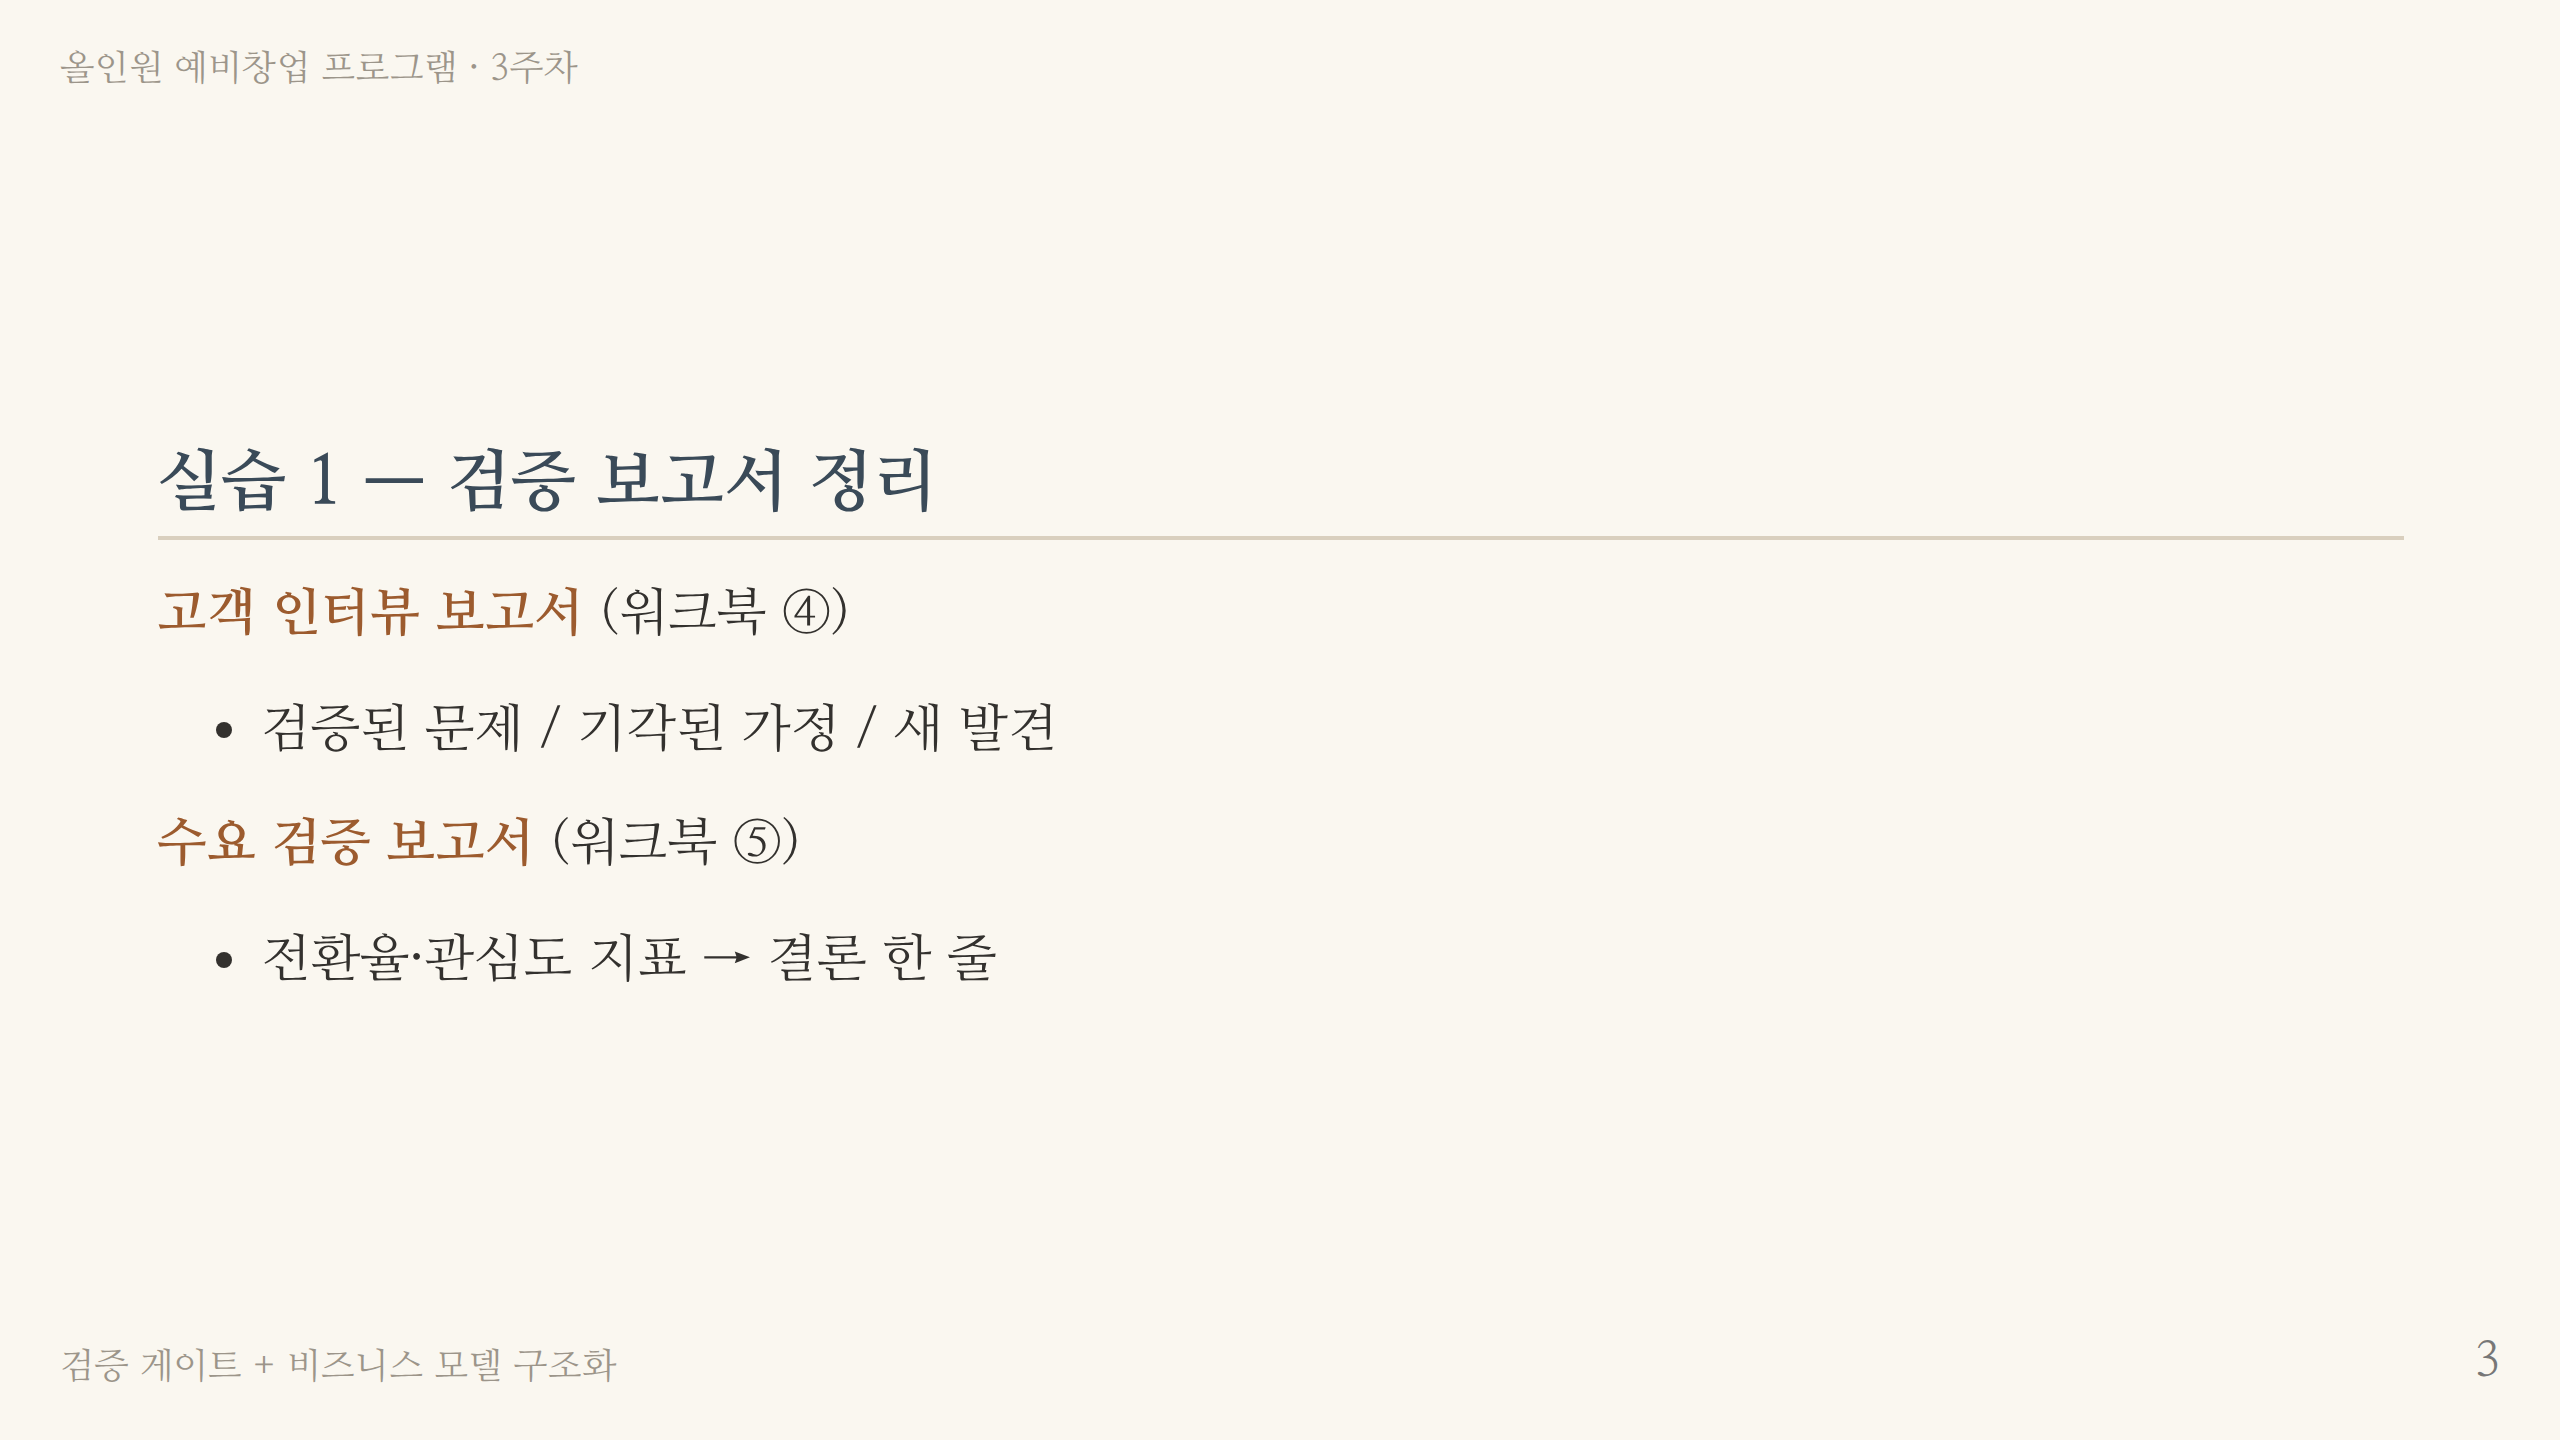 올인원 예비창업 프로그램 · 3주차
실습 1 — 검증 보고서 정리
고객 인터뷰 보고서 (워크북 ④)
• 검증된 문제 / 기각된 가정 / 새 발견
수요 검증 보고서 (워크북 ⑤)
• 전환율·관심도 지표 → 결론 한 줄
검증 게이트 + 비즈니스 모델 구조화
3